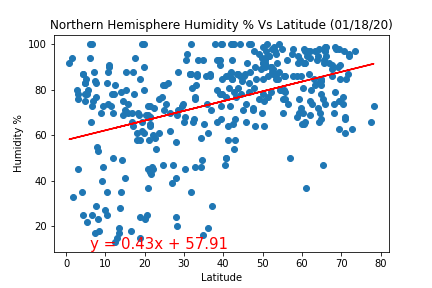 Northern Hemisphere Humidity % Vs Latitude (01/18/20)
Humidity %
100
80
60
40
20
y = 0.43x + 57.91
0 10 20 30 40 50 60 70 80
Latitude